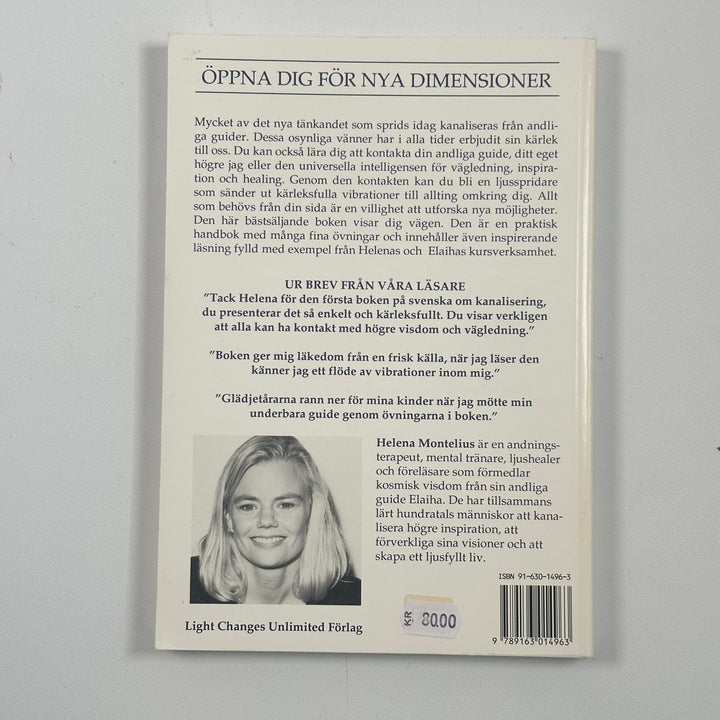 ÖPPNA DIG FÖR NYA DIMENSIONER
Mycket av det nya tänkandet som sprids idag kanaliseras från andli-
ga guider. Dessa osynliga vänner har i alla tider erbjudit sin kärlek
till oss. Du kan också lära dig att kontakta din andliga guide, ditt eget
högre jag eller den universella intelligensen för vägledning, inspira-
tion och healing. Genom den kontakten kan du bli en ljusspridare
som sänder ut kärleksfulla vibrationer till allting omkring dig. Allt
som behövs från din sida är en villighet att utforska nya möjligheter.
Den här bästsäljande boken visar dig vägen. Den är en praktisk
handbok med många fina övningar och innehåller även inspirerande
läsning fylld med exempel från Helenas och Elaihas kursverksamhet.
UR BREV FRÅN VÅRA LÄSARE
"Tack Helena för den första boken på svenska om kanalisering,
du presenterar det så enkelt och kärleksfullt. Du visar verkligen
att alla kan ha kontakt med högre visdom och vägledning."
"Boken ger mig läkedom från en frisk källa, när jag läser den
känner jag ett flöde av vibrationer inom mig."
"Glädjetårarna rann ner för mina kinder när jag mötte min
underbara guide genom övningarna i boken."
Helena Montelius är en andnings-
terapeut, mental tränare, ljushealer
och föreläsare som förmedlar
kosmisk visdom från sin andliga
guide Elaiha. De har tillsammans
lärt hundratals människor att kana-
lisera högre inspiration, att
förverkliga sina visioner och att
skapa ett ljusfyllt liv.
Light Changes Unlimited Förlag
KR 80.00
ISBN 91-630-1496-3
9 789163 014963